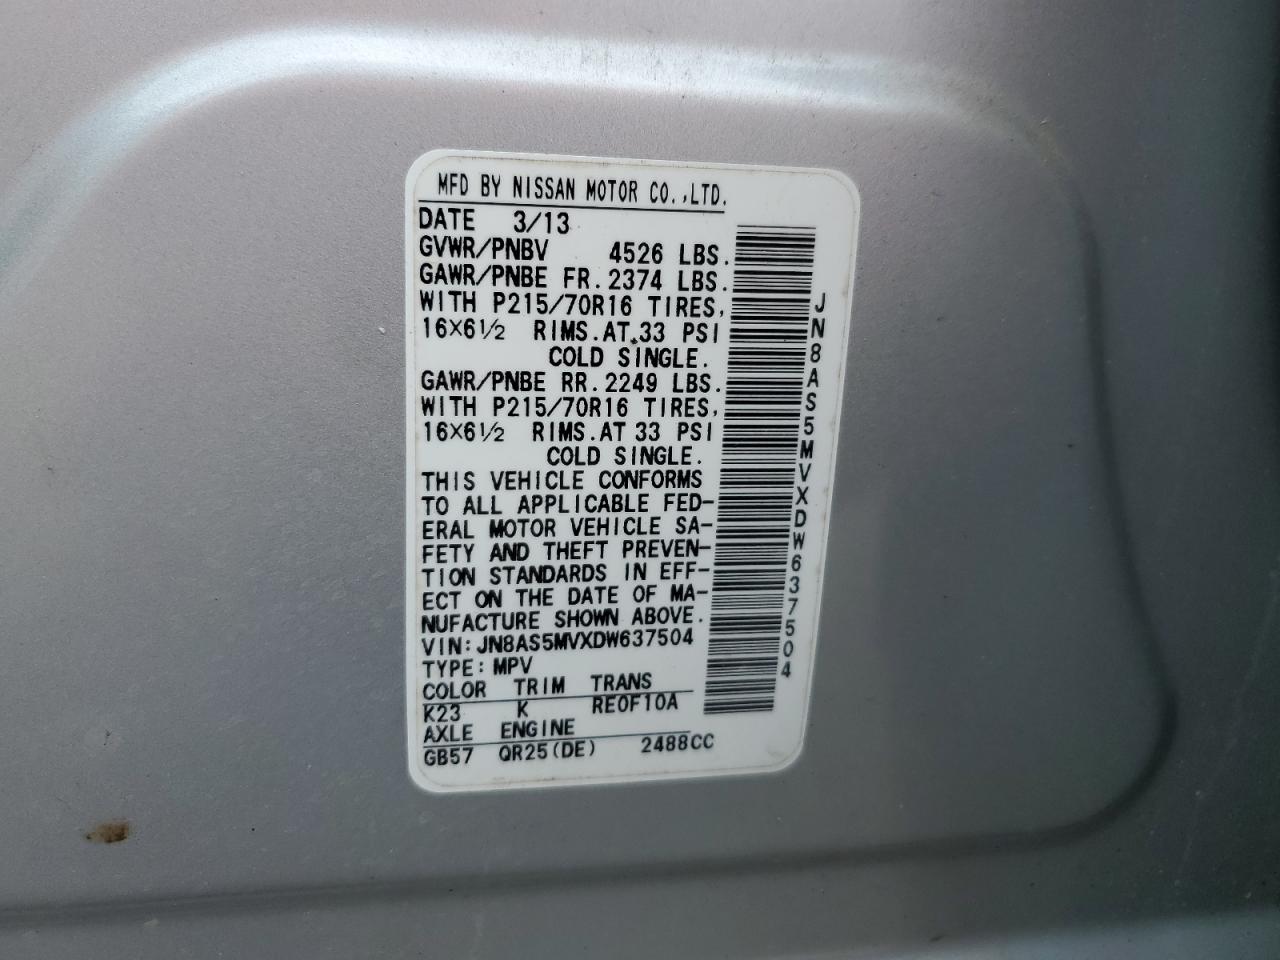 MFD BY NISSAN MOTOR CO.,LTD.
DATE 3/13
GVWR/PNBV 4526 LBS.
GAWR/PNBE FR. 2374 LBS.
WITH P215/70R16 TIRES,
16×6½ RIMS. AT 33 PSI
COLD SINGLE.
GAWR/PNBE RR. 2249 LBS.
WITH P215/70R16 TIRES,
16×6½ RIMS. AT 33 PSI
COLD SINGLE.
THIS VEHICLE CONFORMS
TO ALL APPLICABLE FED-
ERAL MOTOR VEHICLE SA-
FETY AND THEFT PREVEN-
TION STANDARDS IN EFF-
ECT ON THE DATE OF MA-
NUFACTURE SHOWN ABOVE.
VIN: JN8AS5MVXDW637504
TYPE: MPV
COLOR TRIM TRANS
K23 K RE0F10A
AXLE ENGINE
GB57 QR25(DE) 2488CC
JN8AS5MVXDW637504